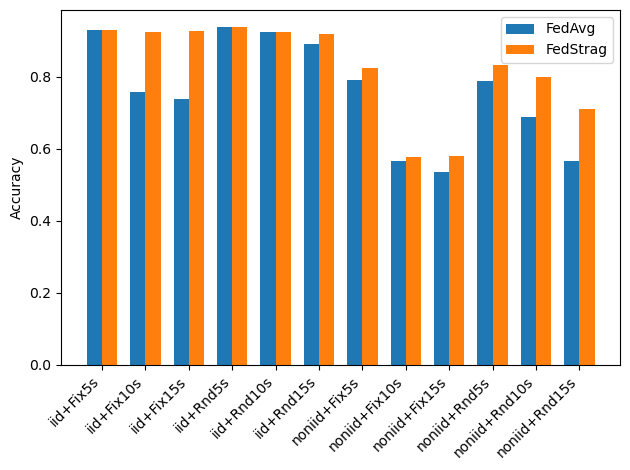 FedAvg
FedStrag
Accuracy
0.8
0.6
0.4
0.2
0.0
iid+Fix5s
iid+Fix10s
iid+Fix15s
iid+Rnd5s
iid+Rnd10s
iid+Rnd15s
noniid+Fix5s
noniid+Fix10s
noniid+Fix15s
noniid+Rnd5s
noniid+Rnd10s
noniid+Rnd15s